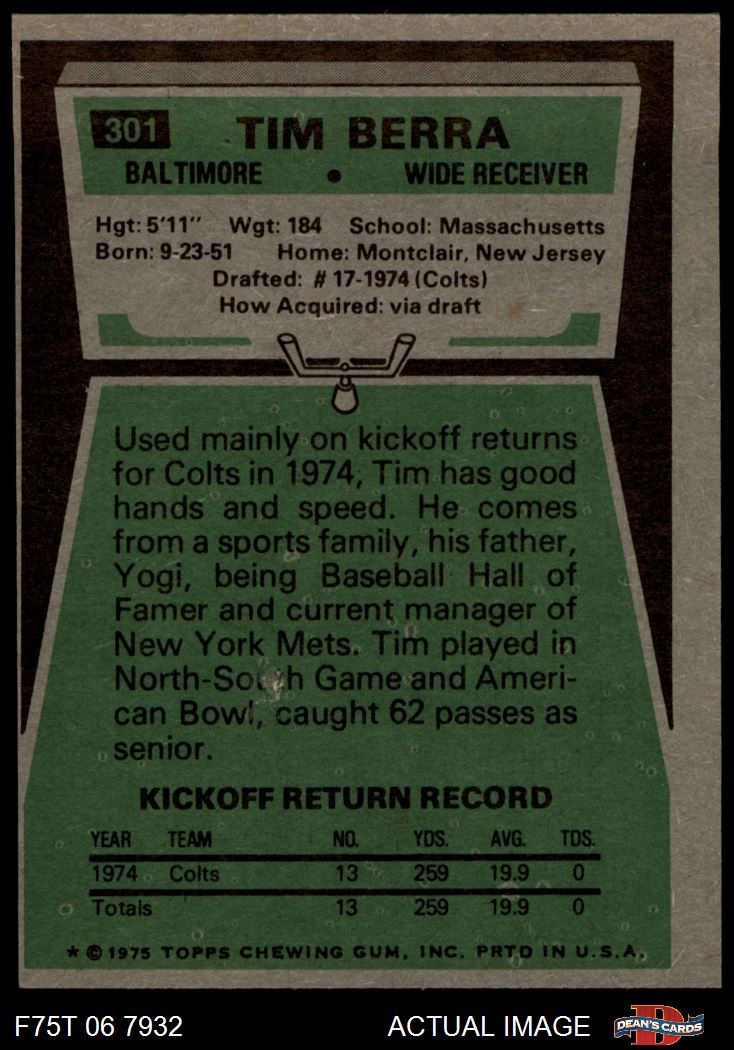 301 TIM BERRA
BALTIMORE • WIDE RECEIVER
Hgt: 5'11" Wgt: 184 School: Massachusetts
Born: 9-23-51 Home: Montclair, New Jersey
Drafted: # 17-1974 (Colts)
How Acquired: via draft
Used mainly on kickoff returns
for Colts in 1974, Tim has good
hands and speed. He comes
from a sports family, his father,
Yogi, being Baseball Hall of
Famer and current manager of
New York Mets. Tim played in
North-South Game and Ameri-
can Bowl, caught 62 passes as
senior.
KICKOFF RETURN RECORD
YEAR TEAM NO. YDS. AVG. TDS.
1974 Colts 13 259 19.9 0
Totals 13 259 19.9 0
* © 1975 TOPPS CHEWING GUM, INC. PRTD IN U.S.A.
F75T 06 7932 ACTUAL IMAGE D DEAN'S CARDS